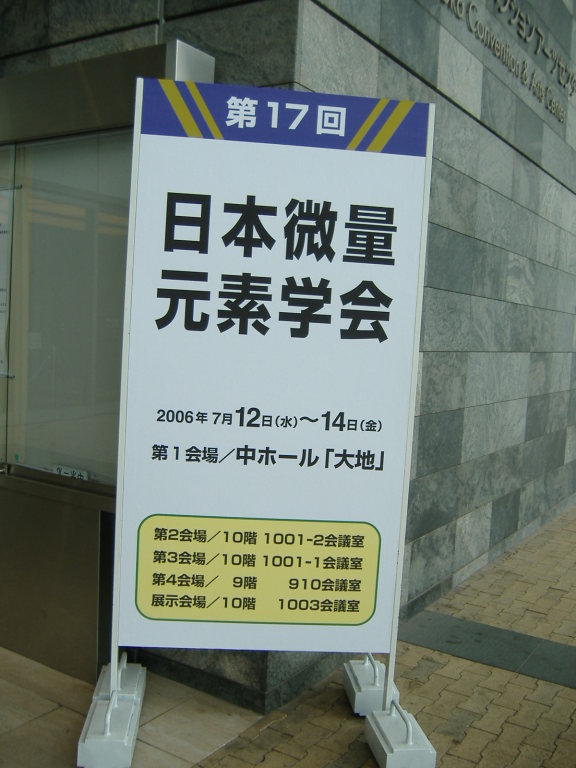 第17回
日本微量
元素学会
2006年 7月12日(水)～14日(金)
第1会場／中ホール「大地」
第2会場／10階 1001-2会議室
第3会場／10階 1001-1会議室
第4会場／ 9階 910会議室
展示会場／10階 1003会議室
Convention & Arts Center